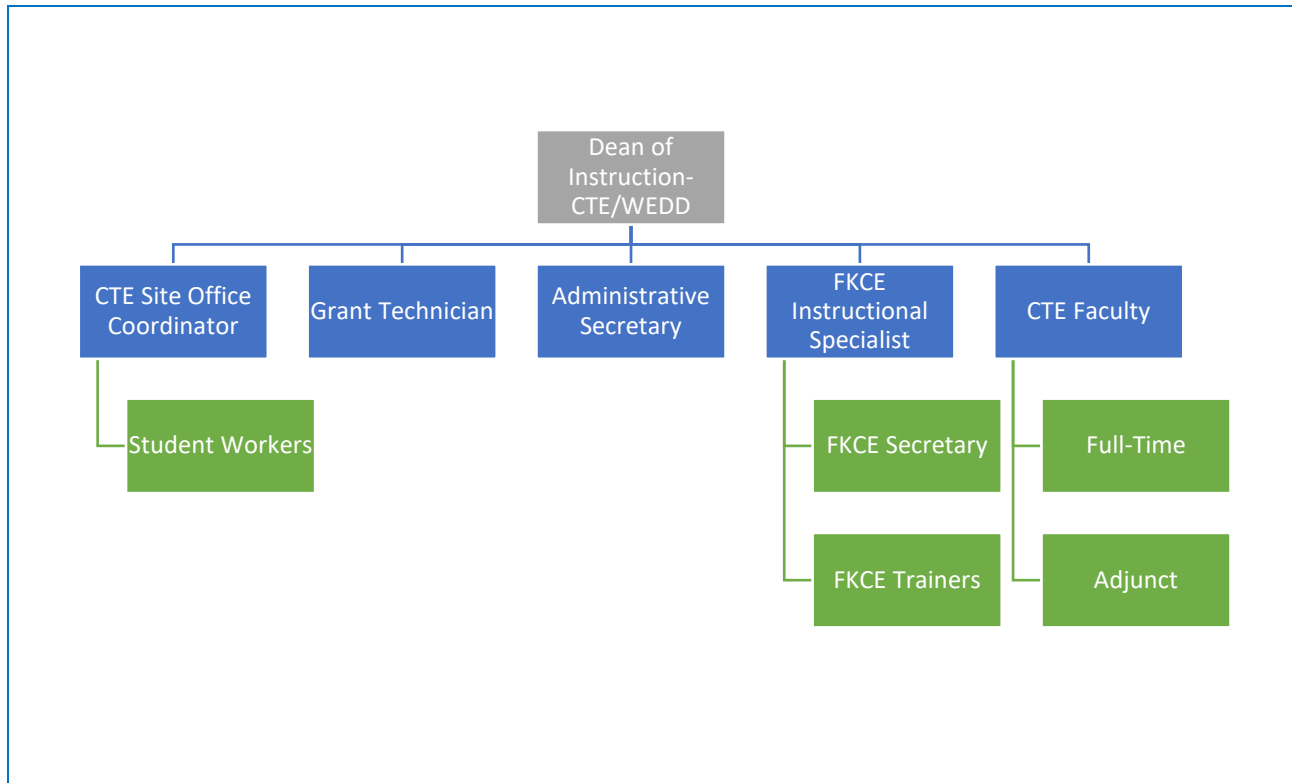 Dean of
Instruction-
CTE/WEDD
CTE Site Office
Coordinator
Grant Technician
Administrative
Secretary
FKCE
Instructional
Specialist
CTE Faculty
Student Workers
FKCE Secretary
Full-Time
FKCE Trainers
Adjunct